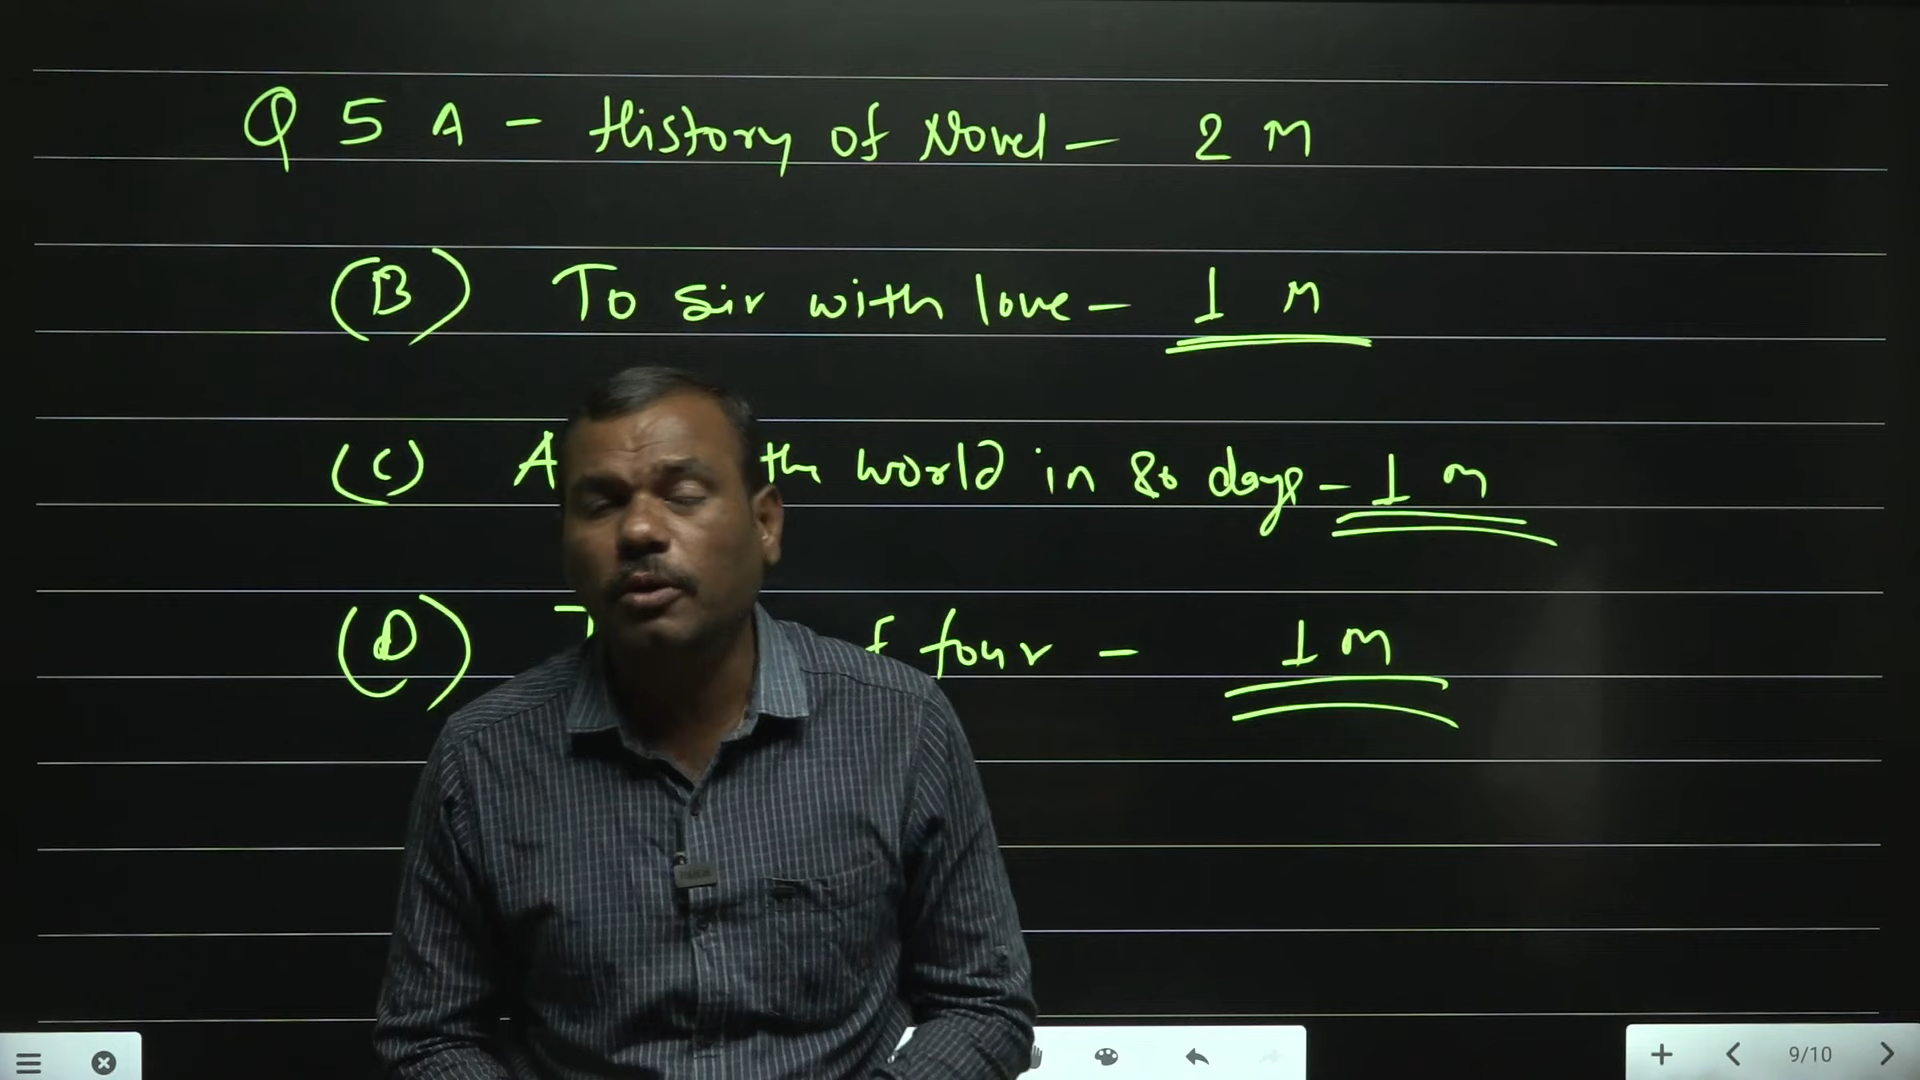 Q 5 A - History of Novel - 2 M
(B) To sir with love - 1 M
(C) A the world in 80 days - 1 M
(D) four - 1 M
9/10